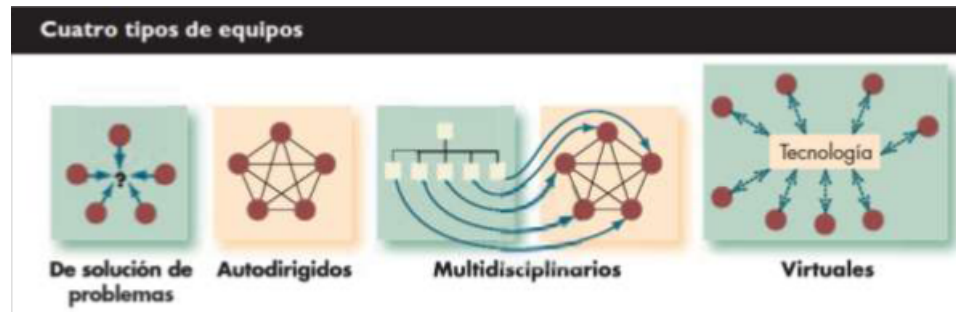 Cuatro tipos de equipos
?
Tecnología
De solución de
problemas
Autodirigidos
Multidisciplinarios
Virtuales